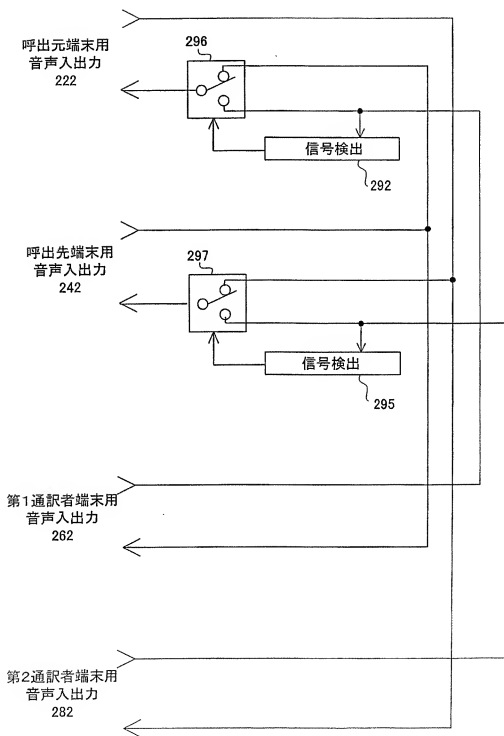 呼出元端末用
音声入出力
222
296
信号検出
292
呼出先端末用
音声入出力
242
297
信号検出
295
第1通訳者端末用
音声入出力
262
第2通訳者端末用
音声入出力
282